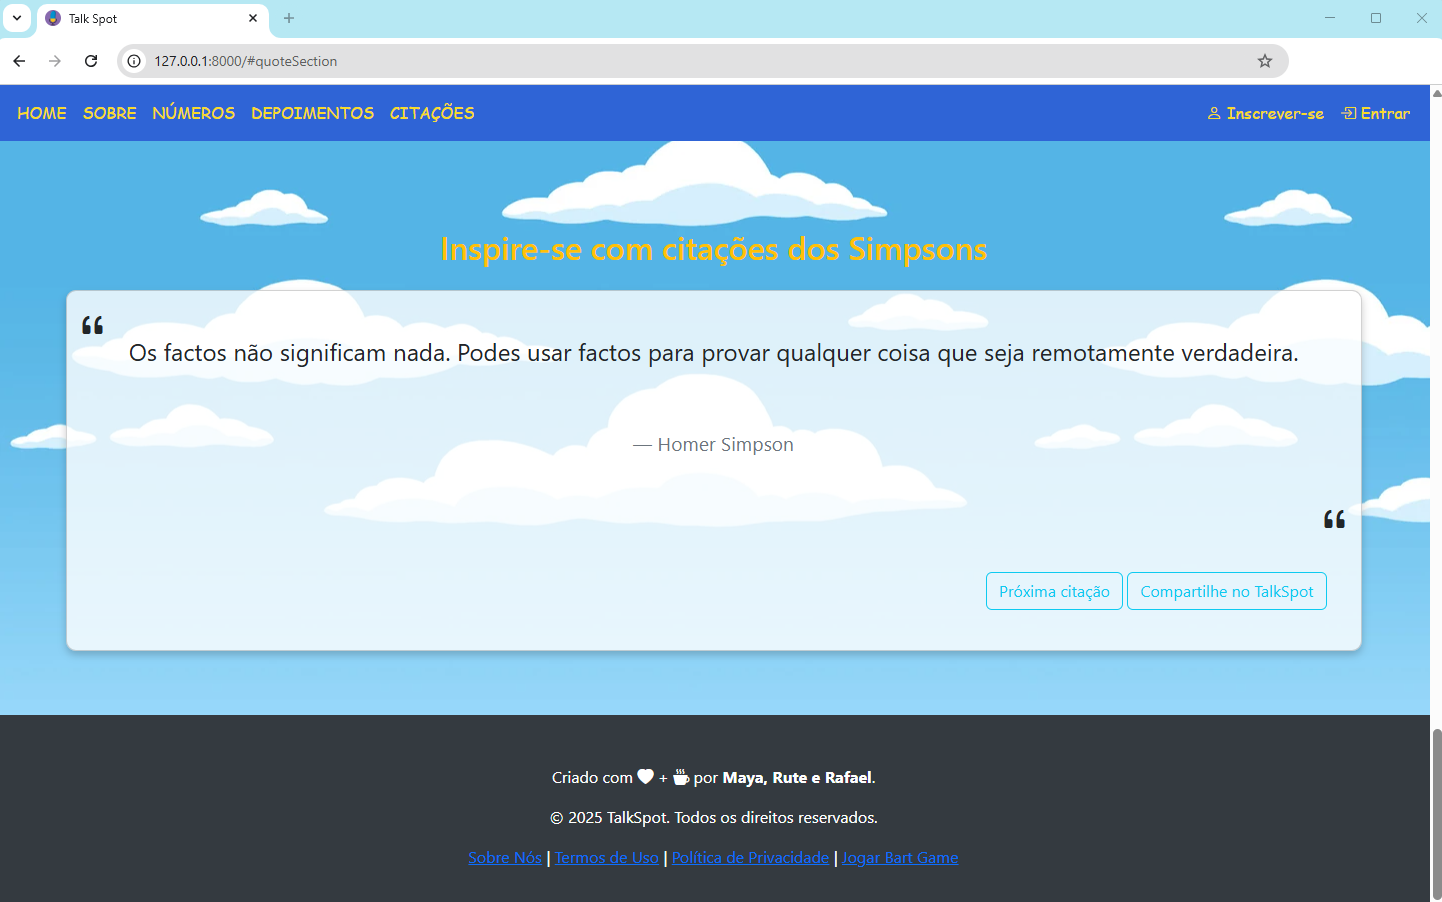 Talk Spot
127.0.0.1:8000/#quoteSection
HOME SOBRE NÚMEROS DEPOIMENTOS CITAÇÕES Inscrever-se Entrar
Inspire-se com citações dos Simpsons
Os factos não significam nada. Podes usar factos para provar qualquer coisa que seja remotamente verdadeira.
— Homer Simpson
Próxima citação Compartilhe no TalkSpot
Criado com + por Maya, Rute e Rafael.
© 2025 TalkSpot. Todos os direitos reservados.
Sobre Nós | Termos de Uso | Política de Privacidade | Jogar Bart Game